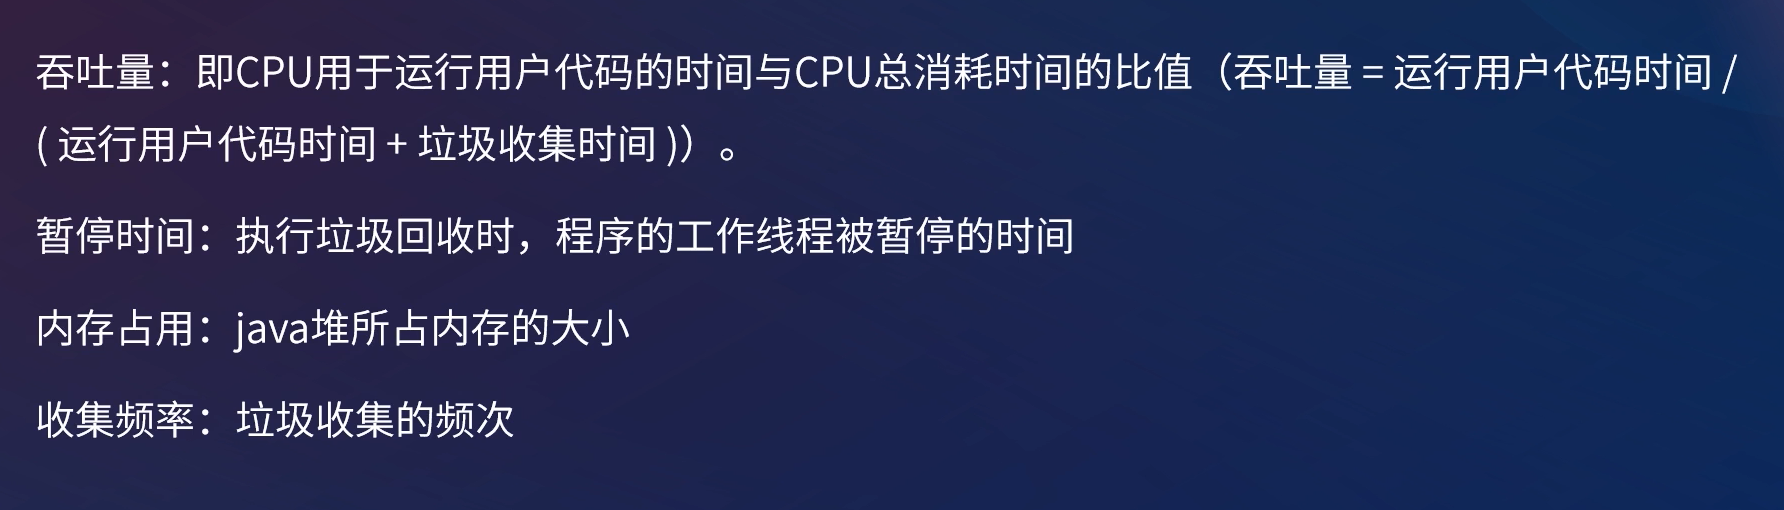 吞吐量：即CPU用于运行用户代码的时间与CPU总消耗时间的比值（吞吐量 = 运行用户代码时间 /
( 运行用户代码时间 + 垃圾收集时间 )）。
暂停时间：执行垃圾回收时，程序的工作线程被暂停的时间
内存占用：java堆所占内存的大小
收集频率：垃圾收集的频次